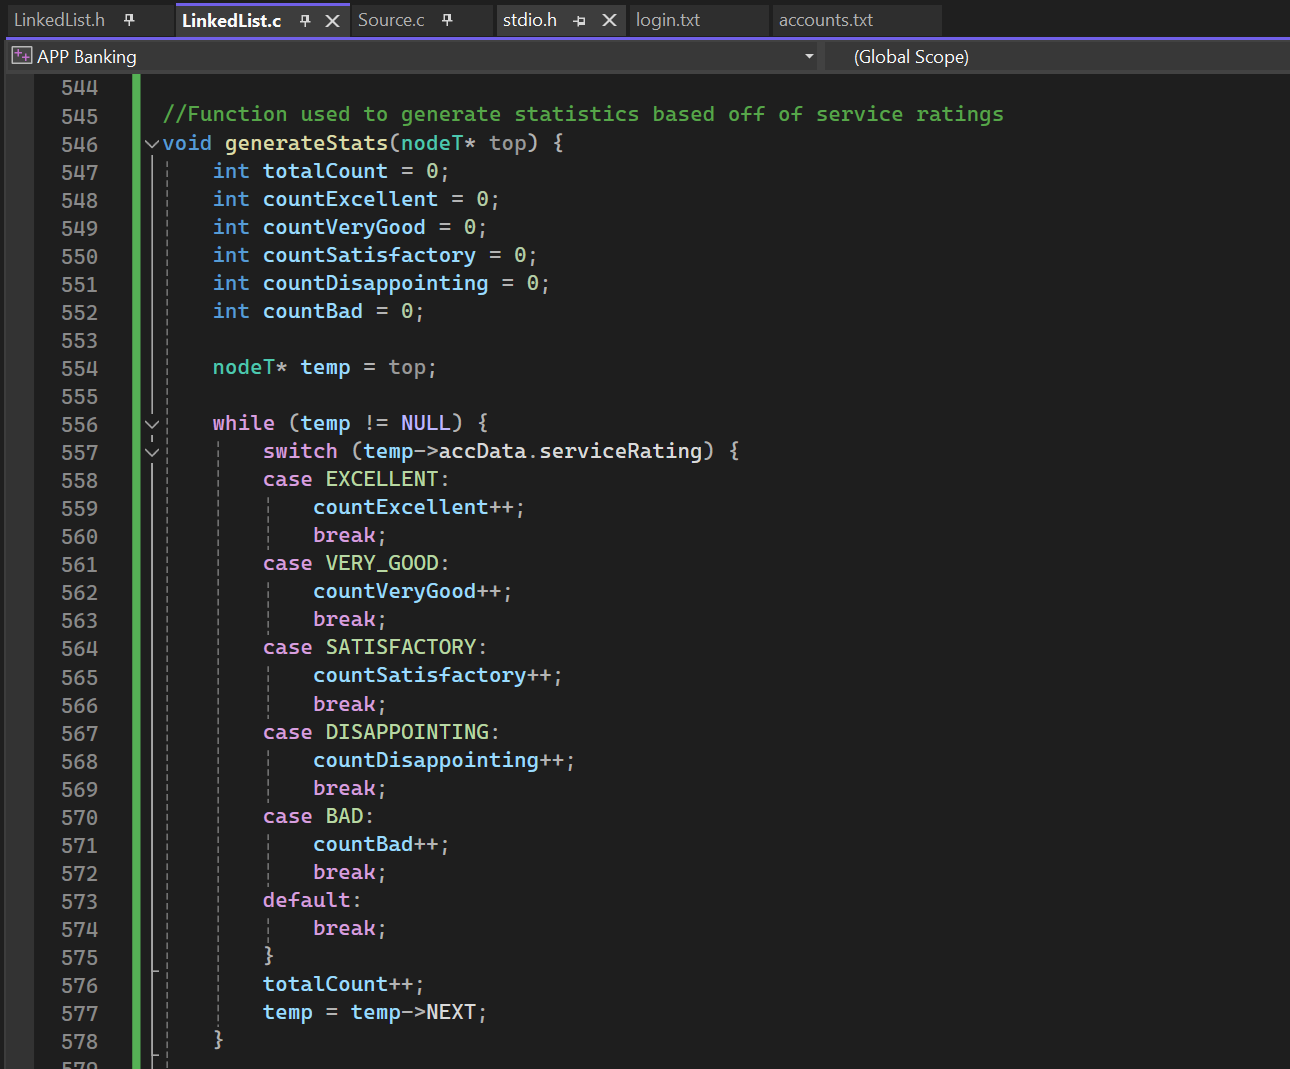 LinkedList.h LinkedList.c Source.c stdio.h login.txt accounts.txt
APP Banking (Global Scope)
544
545 //Function used to generate statistics based off of service ratings
546 void generateStats(nodeT* top) {
547 int totalCount = 0;
548 int countExcellent = 0;
549 int countVeryGood = 0;
550 int countSatisfactory = 0;
551 int countDisappointing = 0;
552 int countBad = 0;
553
554 nodeT* temp = top;
555
556 while (temp != NULL) {
557 switch (temp->accData.serviceRating) {
558 case EXCELLENT:
559 countExcellent++;
560 break;
561 case VERY_GOOD:
562 countVeryGood++;
563 break;
564 case SATISFACTORY:
565 countSatisfactory++;
566 break;
567 case DISAPPOINTING:
568 countDisappointing++;
569 break;
570 case BAD:
571 countBad++;
572 break;
573 default:
574 break;
575 }
576 totalCount++;
577 temp = temp->NEXT;
578 }
579